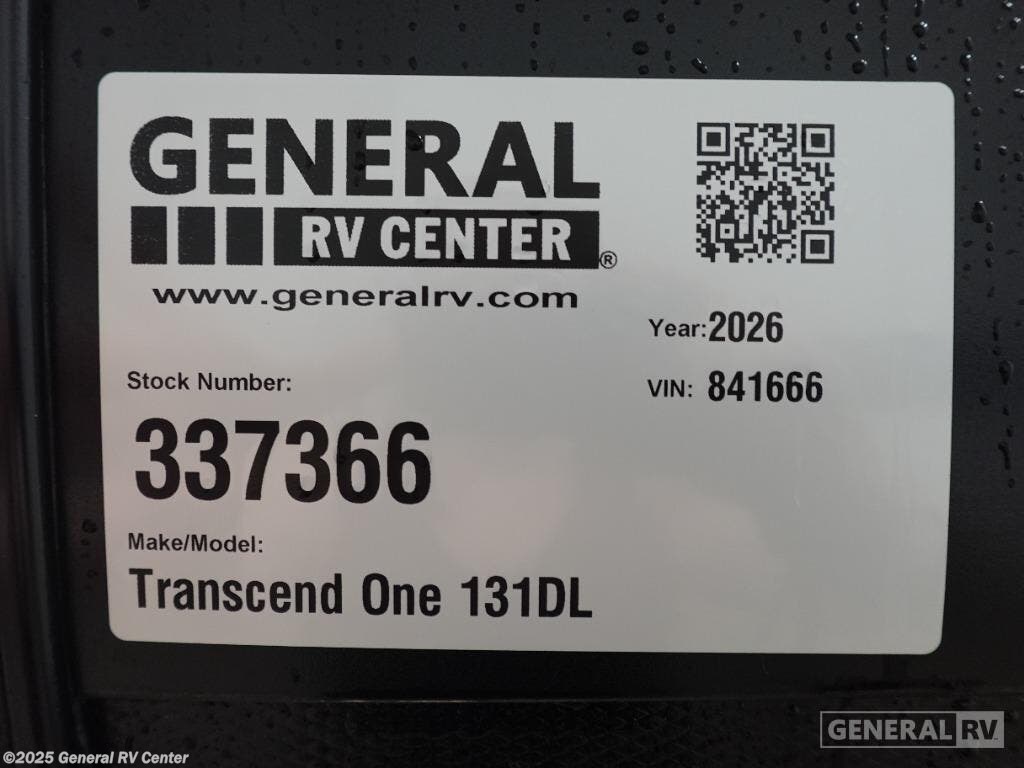 GENERAL
RV CENTER®
www.generalrv.com
Year: 2026
VIN: 841666
Stock Number:
337366
Make/Model:
Transcend One 131DL
GENERAL RV
©2025 General RV Center